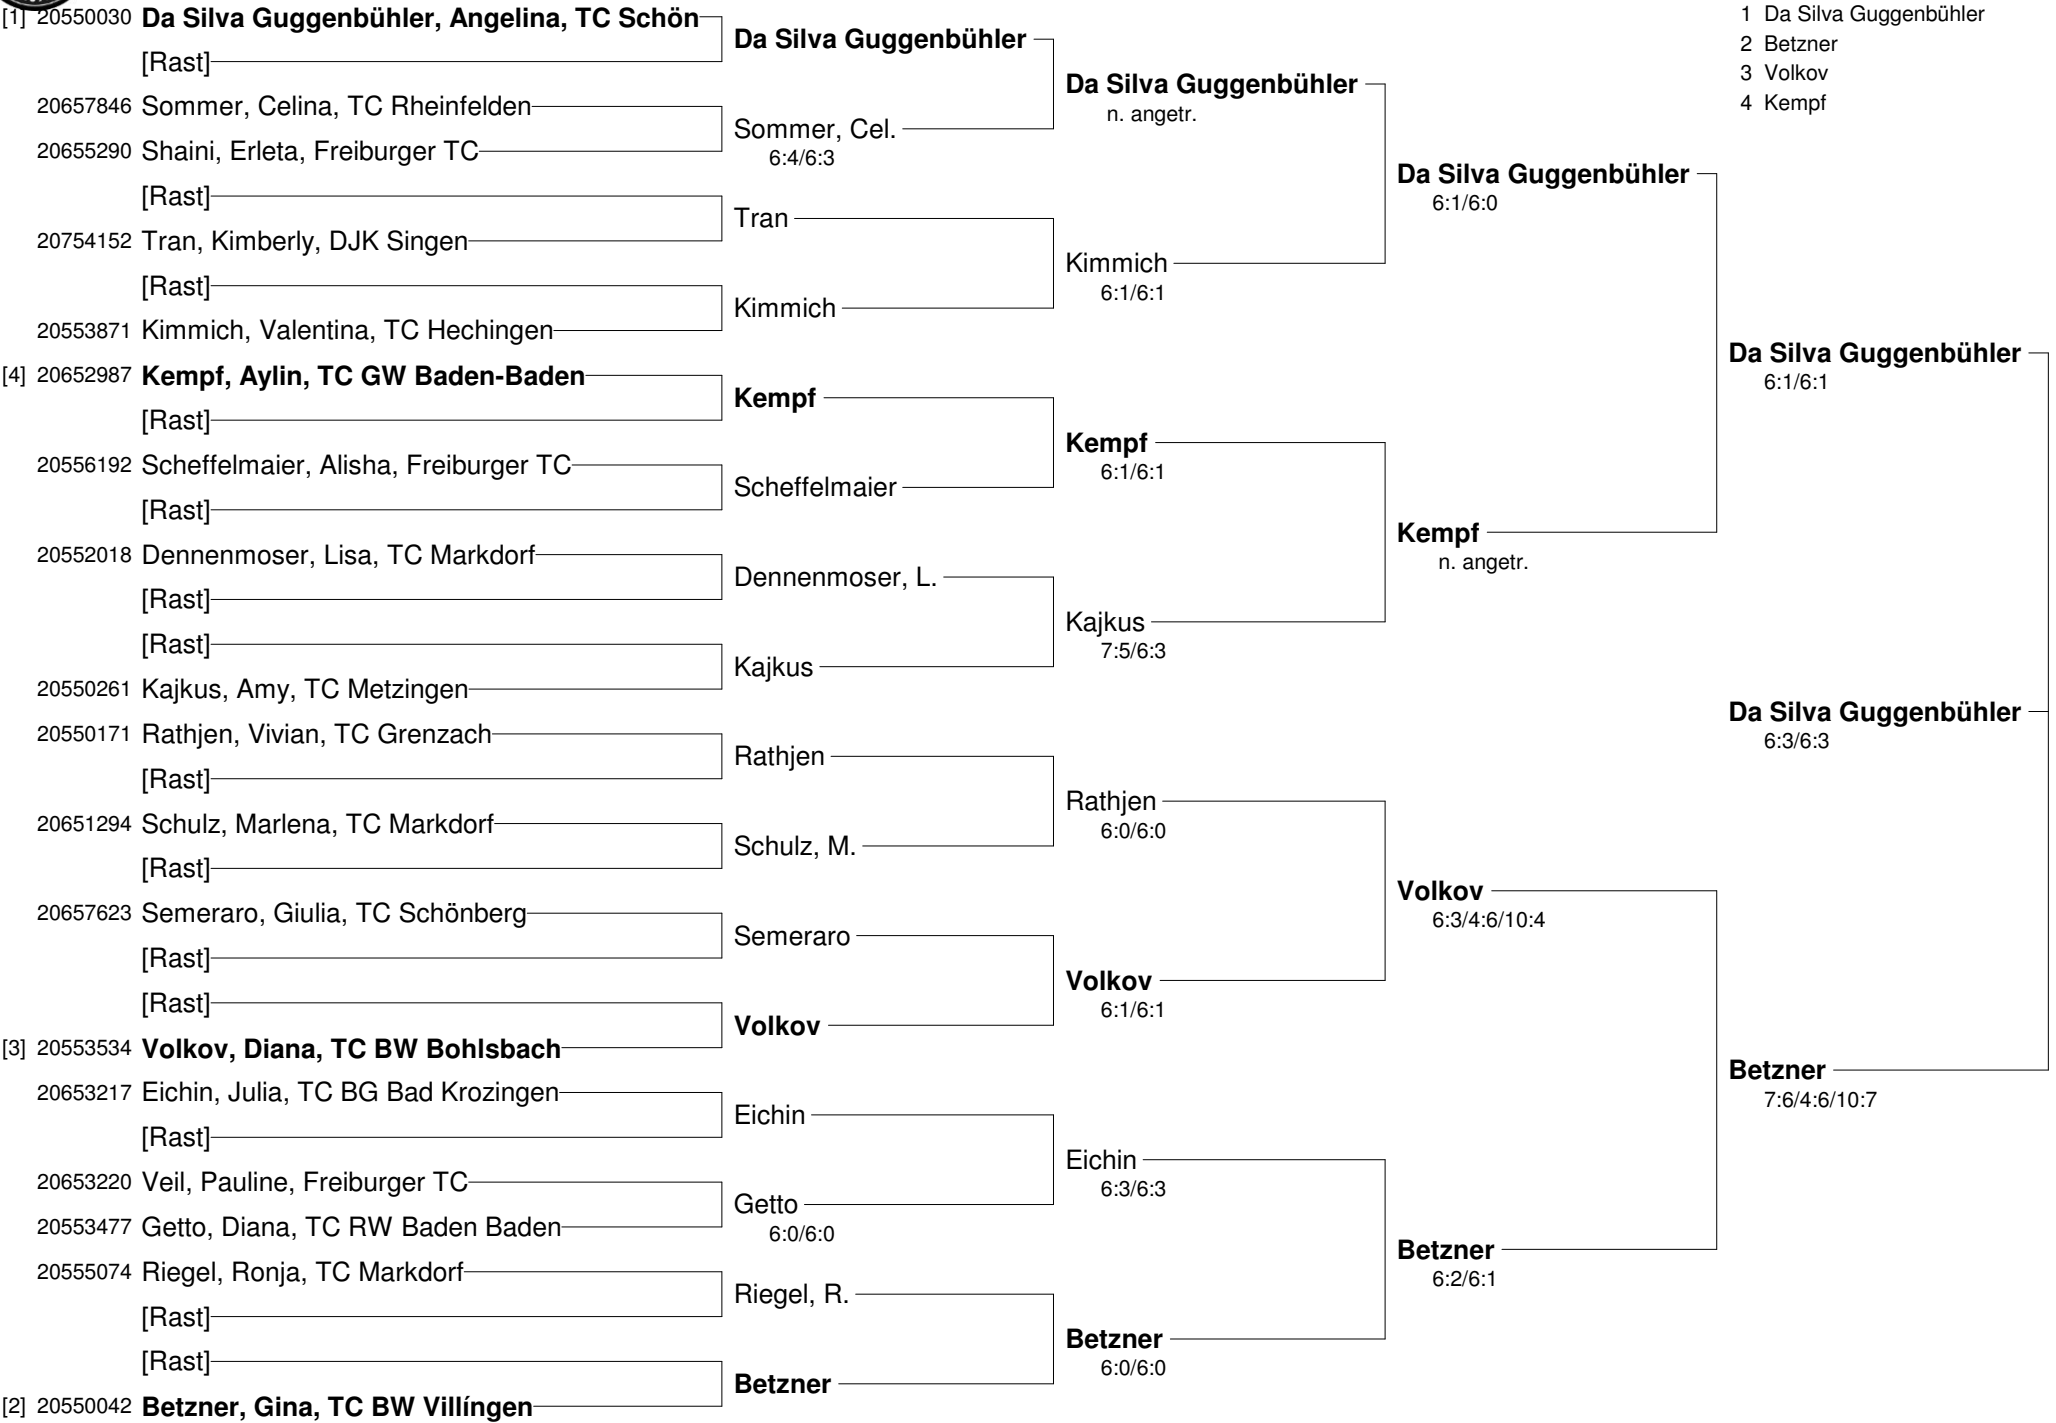 [1] 20550030 Da Silva Guggenbühler, Angelina, TC Schön
[Rast]
20657846 Sommer, Celina, TC Rheinfelden
20655290 Shaini, Erleta, Freiburger TC
[Rast]
20754152 Tran, Kimberly, DJK Singen
[Rast]
20553871 Kimmich, Valentina, TC Hechingen
[4] 20652987 Kempf, Aylin, TC GW Baden-Baden
[Rast]
20556192 Scheffelmaier, Alisha, Freiburger TC
[Rast]
20552018 Dennenmoser, Lisa, TC Markdorf
[Rast]
[Rast]
20550261 Kajkus, Amy, TC Metzingen
20550171 Rathjen, Vivian, TC Grenzach
[Rast]
20651294 Schulz, Marlena, TC Markdorf
[Rast]
20657623 Semeraro, Giulia, TC Schönberg
[Rast]
[Rast]
[3] 20553534 Volkov, Diana, TC BW Bohlsbach
20653217 Eichin, Julia, TC BG Bad Krozingen
[Rast]
20653220 Veil, Pauline, Freiburger TC
20553477 Getto, Diana, TC RW Baden Baden
20555074 Riegel, Ronja, TC Markdorf
[Rast]
[Rast]
[2] 20550042 Betzner, Gina, TC BW Villíngen
Da Silva Guggenbühler
Sommer, Cel.
6:4/6:3
Tran
Kimmich
Kempf
Scheffelmaier
Dennenmoser, L.
Kajkus
Rathjen
Schulz, M.
Semeraro
Volkov
Eichin
Getto
6:0/6:0
Riegel, R.
Betzner
Da Silva Guggenbühler
n. angetr.
Kimmich
6:1/6:1
Kempf
6:1/6:1
Kajkus
7:5/6:3
Rathjen
6:0/6:0
Volkov
6:1/6:1
Eichin
6:3/6:3
Betzner
6:0/6:0
Da Silva Guggenbühler
6:1/6:0
Kempf
n. angetr.
Volkov
6:3/4:6/10:4
Betzner
6:2/6:1
Da Silva Guggenbühler
6:1/6:1
Da Silva Guggenbühler
6:3/6:3
Betzner
7:6/4:6/10:7
1 Da Silva Guggenbühler
2 Betzner
3 Volkov
4 Kempf